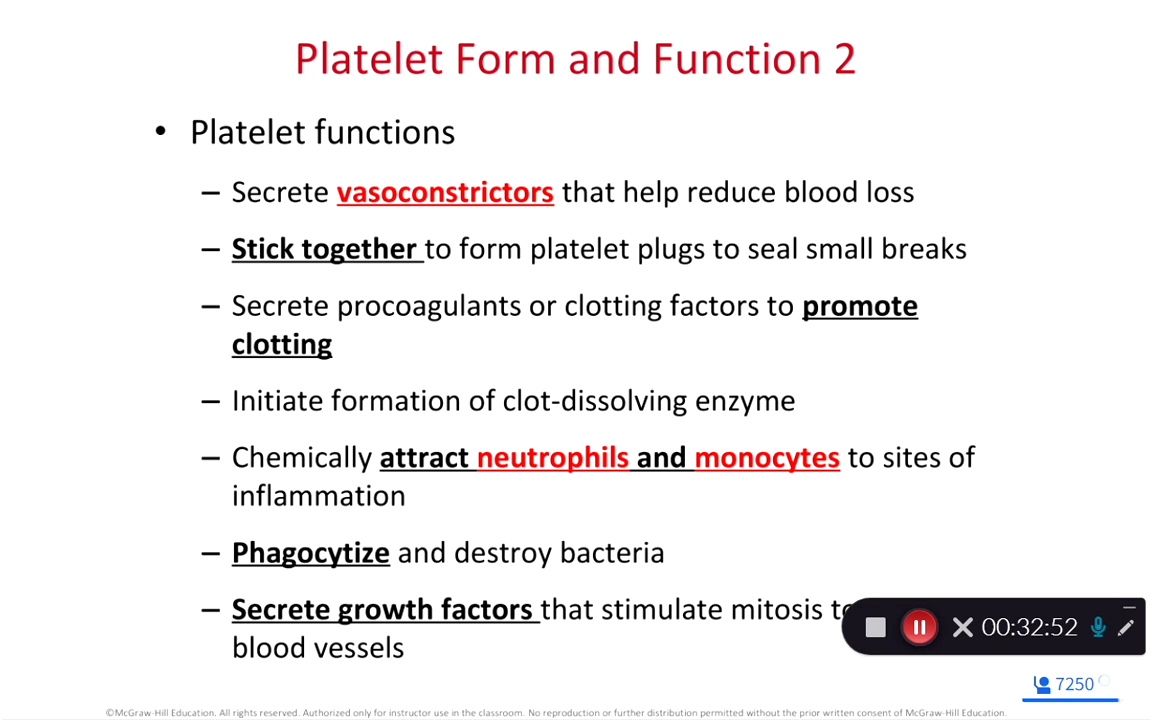 Platelet Form and Function 2
• Platelet functions
– Secrete vasoconstrictors that help reduce blood loss
– Stick together to form platelet plugs to seal small breaks
– Secrete procoagulants or clotting factors to promote
clotting
– Initiate formation of clot-dissolving enzyme
– Chemically attract neutrophils and monocytes to sites of
inflammation
– Phagocytize and destroy bacteria
– Secrete growth factors that stimulate mitosis
blood vessels
00:32:52
7250
©McGraw-Hill Education. All rights reserved. Authorized only for instructor use in the classroom. No reproduction or further distribution permitted without the prior written consent of McGraw-Hill Education.